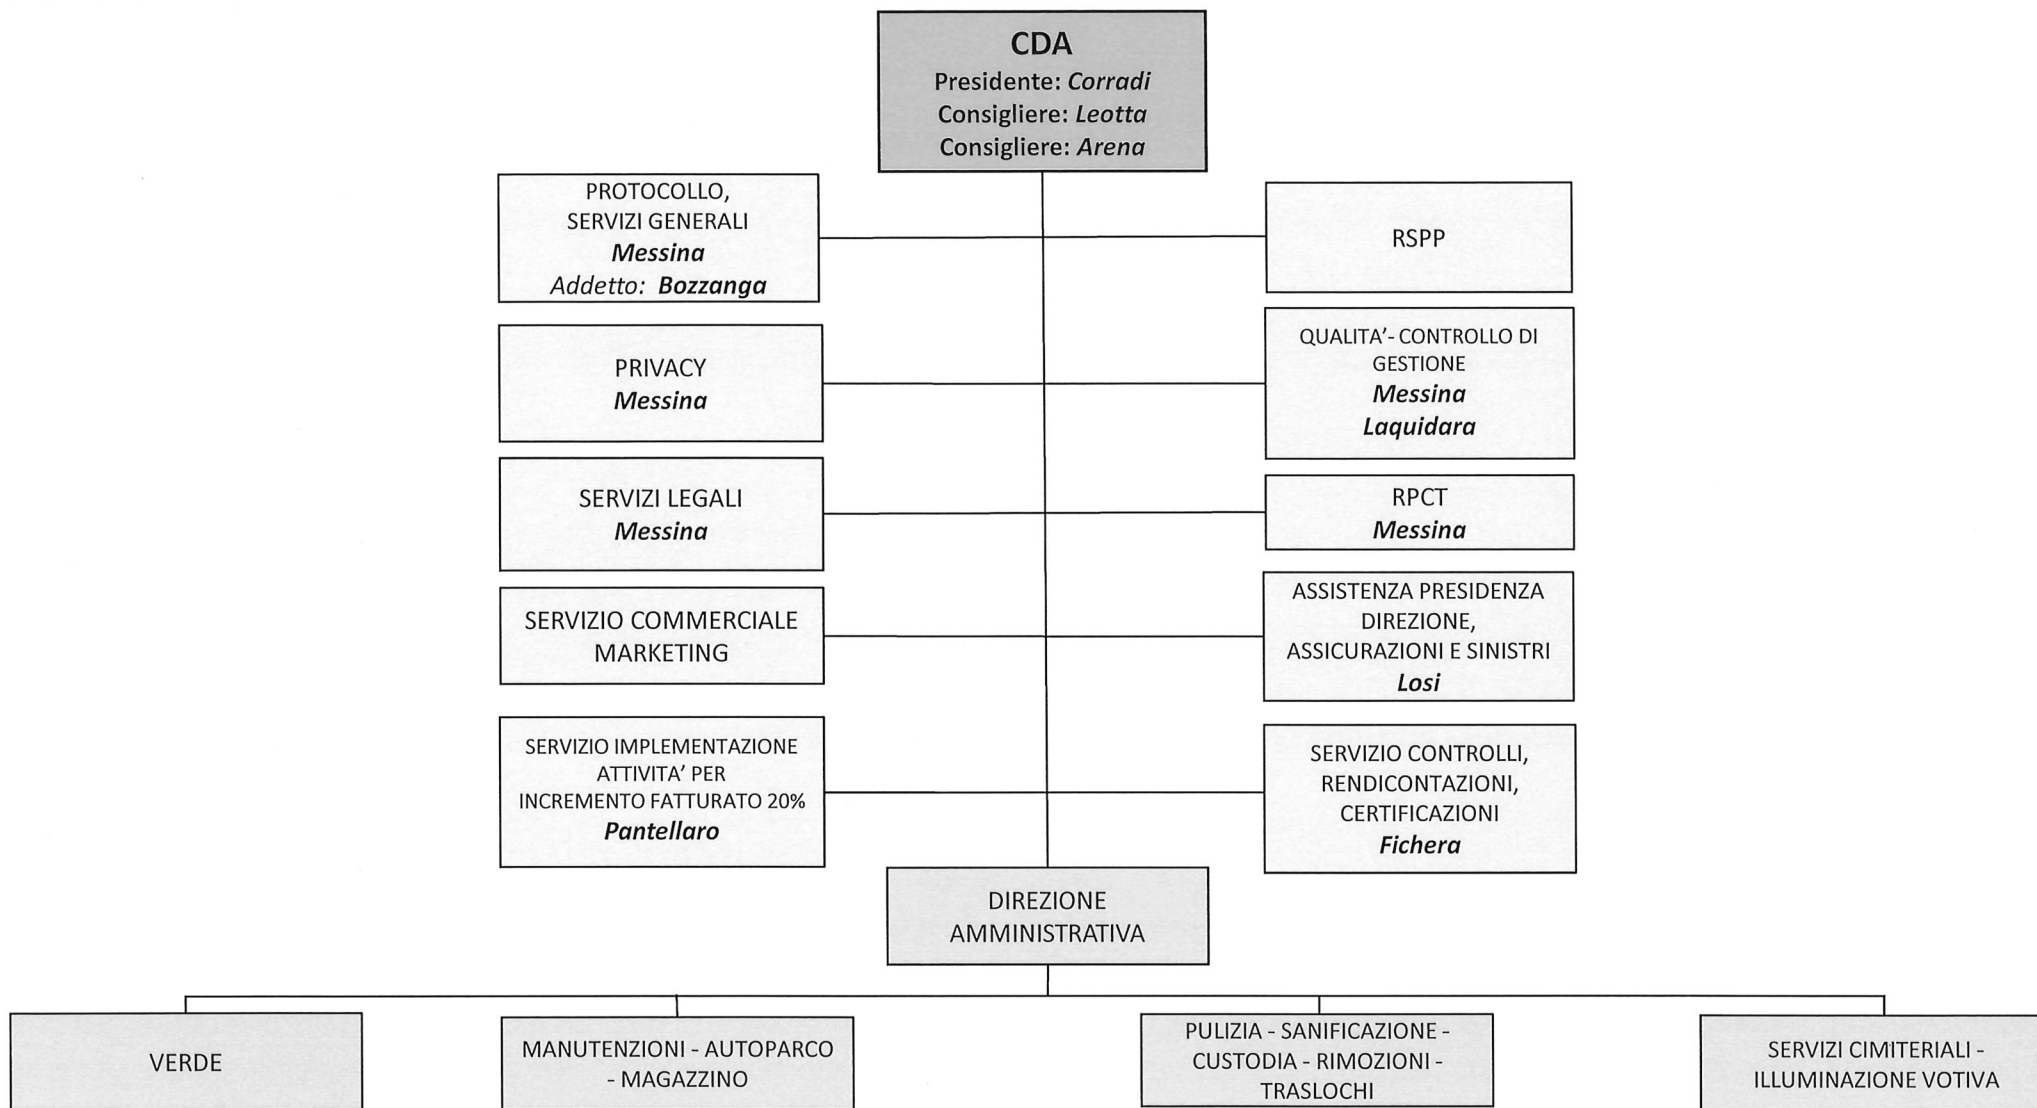 CDA
Presidente: Corradi
Consigliere: Leotta
Consigliere: Arena
PROTOCOLLO,
SERVIZI GENERALI
Messina
Addetto: Bozzanga
RSPP
PRIVACY
Messina
QUALITA’- CONTROLLO DI
GESTIONE
Messina
Laquidara
SERVIZI LEGALI
Messina
RPCT
Messina
SERVIZIO COMMERCIALE
MARKETING
ASSISTENZA PRESIDENZA
DIREZIONE,
ASSICURAZIONI E SINISTRI
Losi
SERVIZIO IMPLEMENTAZIONE
ATTIVITA’ PER
INCREMENTO FATTURATO 20%
Pantellaro
SERVIZIO CONTROLLI,
RENDICONTAZIONI,
CERTIFICAZIONI
Fichera
DIREZIONE
AMMINISTRATIVA
VERDE
MANUTENZIONI - AUTOPARCO
- MAGAZZINO
PULIZIA - SANIFICAZIONE -
CUSTODIA - RIMOZIONI -
TRASLOCHI
SERVIZI CIMITERIALI -
ILLUMINAZIONE VOTIVA